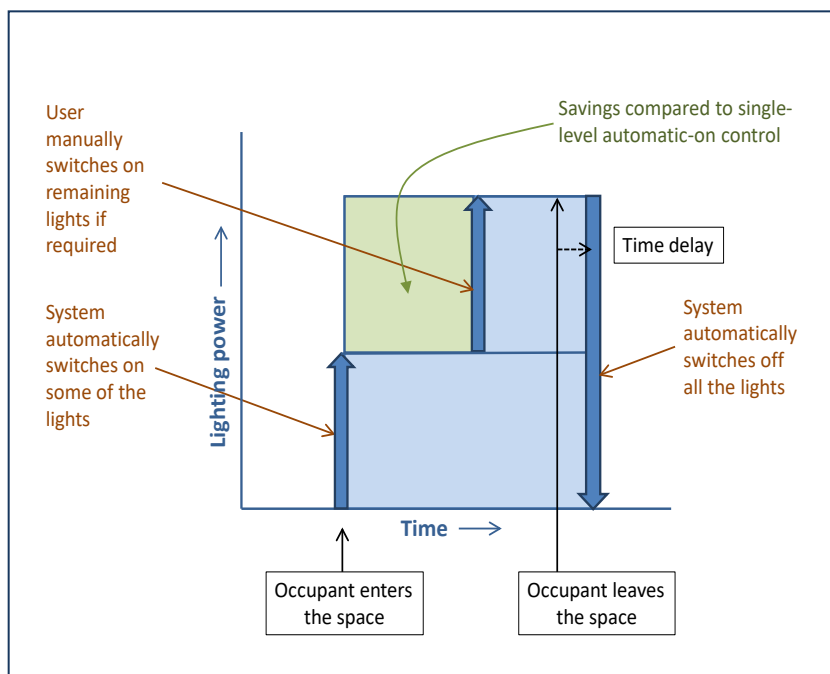 User
manually
switches on
remaining
lights if
required
Savings compared to single-
level automatic-on control
Time delay
System
automatically
switches on
some of the
lights
System
automatically
switches off
all the lights
Lighting power
Time
Occupant enters
the space
Occupant leaves
the space